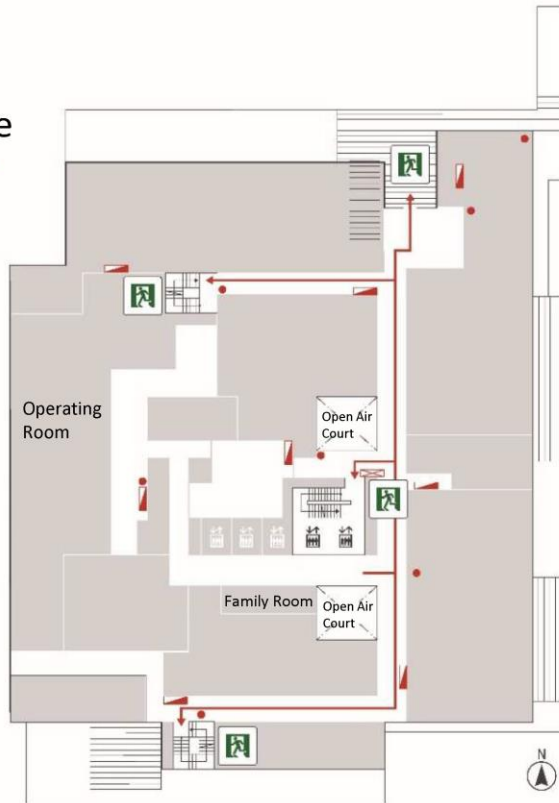 e
Operating
Room
Open Air
Court
Family Room
Open Air
Court
N